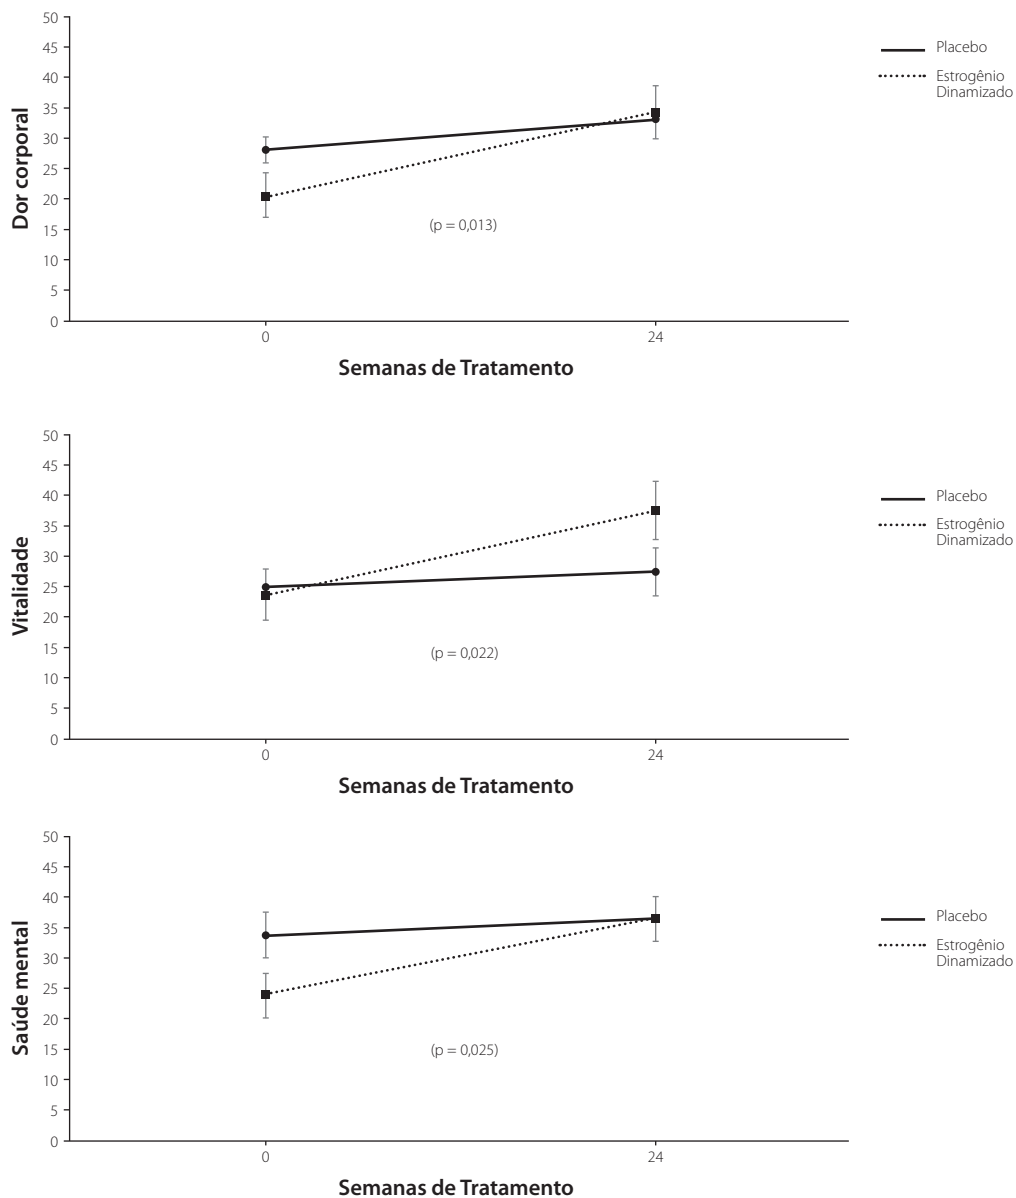 50
45
40
35
30
25
20
15
10
5
0
Dor corporal
(p = 0,013)
0
24
Semanas de Tratamento
Placebo
Estrogênio
Dinamizado
50
45
40
35
30
25
20
15
10
5
0
Vitalidade
(p = 0,022)
0
24
Semanas de Tratamento
Placebo
Estrogênio
Dinamizado
50
45
40
35
30
25
20
15
10
5
0
Saúde mental
(p = 0,025)
0
24
Semanas de Tratamento
Placebo
Estrogênio
Dinamizado